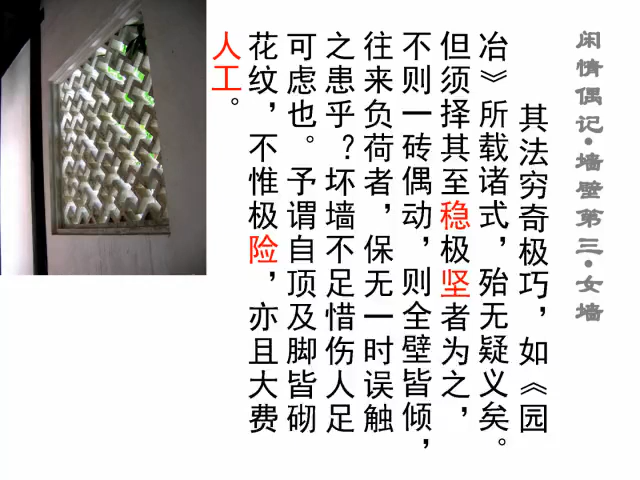 闲情偶记·墙壁第三·女墙
其法穷奇极巧，如《园
冶》所载诸式，殆无疑义矣。
但须择其至稳极坚者为之，
不则一砖偶动，则全壁皆倾，
往来负荷者，保无一时误触
之患乎？坏墙不足惜伤人足
可虑也。予谓自顶及脚皆砌
花纹，不惟极险，亦且大费
人工。